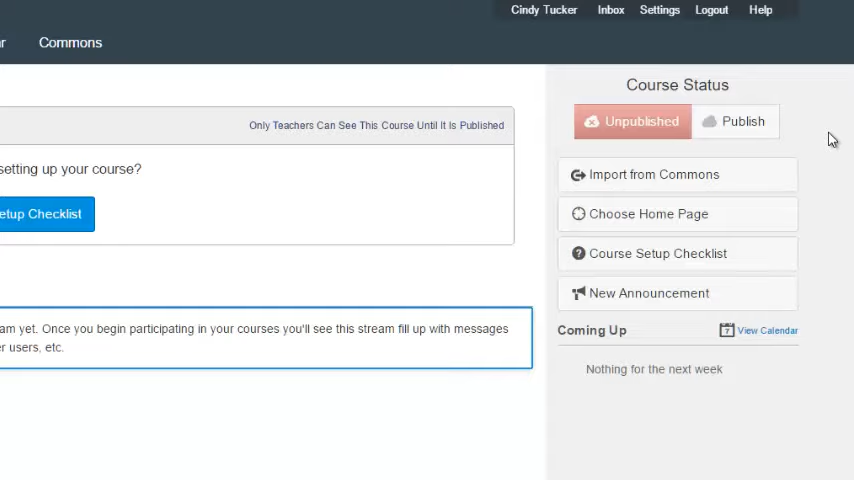 Cindy Tucker Inbox Settings Logout Help
r Commons
Course Status
Only Teachers Can See This Course Until It Is Published
Unpublished Publish
setting up your course?
Import from Commons
etup Checklist
Choose Home Page
Course Setup Checklist
New Announcement
am yet. Once you begin participating in your courses you'll see this stream fill up with messages
er users, etc.
Coming Up 7 View Calendar
Nothing for the next week